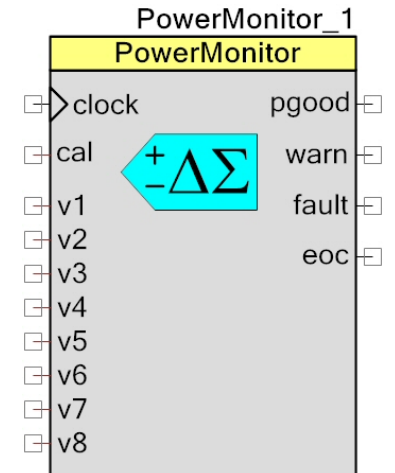 PowerMonitor_1
PowerMonitor
clock pgood
cal +-ΔΣ warn
v1 fault
v2
eoc
v3
v4
v5
v6
v7
v8